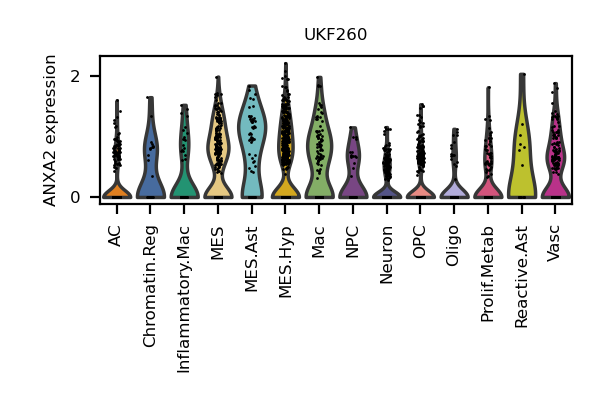 UKF260
ANXA2 expression
2
0
AC
Chromatin.Reg
Inflammatory.Mac
MES
MES.Ast
MES.Hyp
Mac
NPC
Neuron
OPC
Oligo
Prolif.Metab
Reactive.Ast
Vasc